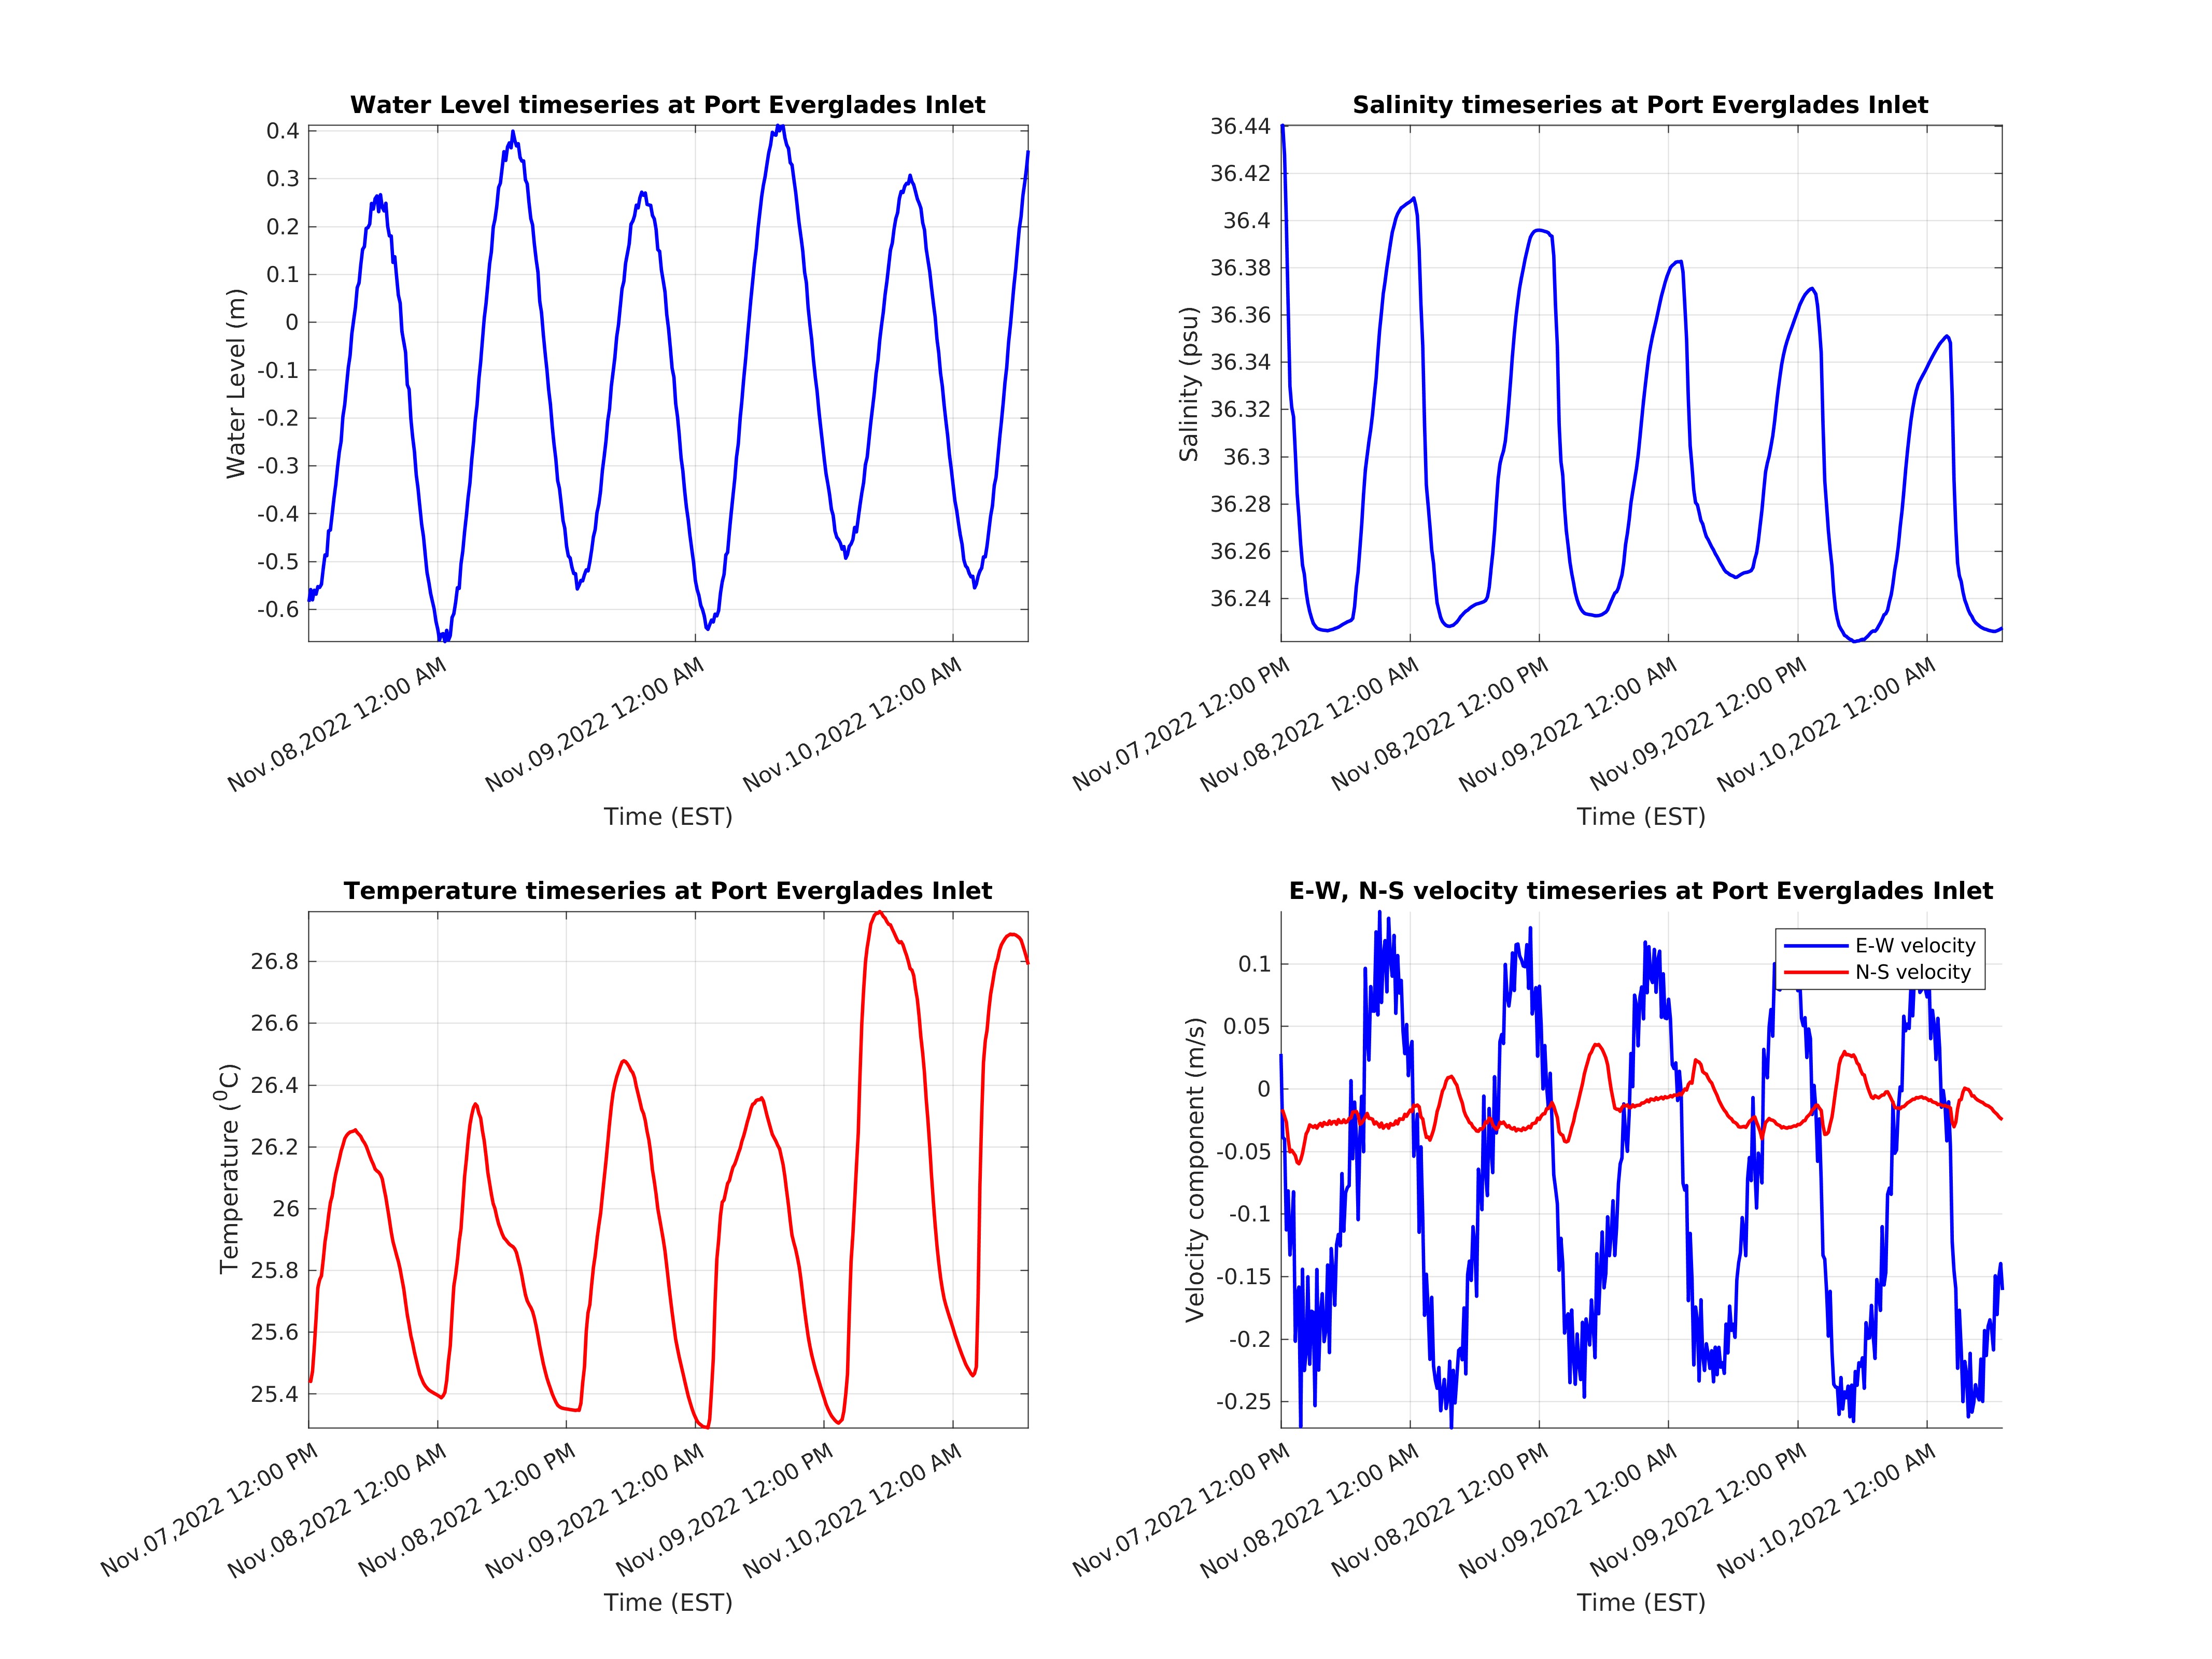 Water Level timeseries at Port Everglades Inlet
0.4
0.3
0.2
0.1
0
-0.1
-0.2
-0.3
-0.4
-0.5
-0.6
Water Level (m)
Nov.08,2022 12:00 AM
Nov.09,2022 12:00 AM
Nov.10,2022 12:00 AM
Time (EST)
Salinity timeseries at Port Everglades Inlet
36.44
36.42
36.4
36.38
36.36
36.34
36.32
36.3
36.28
36.26
36.24
Salinity (psu)
Nov.07,2022 12:00 PM
Nov.08,2022 12:00 AM
Nov.08,2022 12:00 PM
Nov.09,2022 12:00 AM
Nov.09,2022 12:00 PM
Nov.10,2022 12:00 AM
Time (EST)
Temperature timeseries at Port Everglades Inlet
26.8
26.6
26.4
26.2
26
25.8
25.6
25.4
Temperature (⁰C)
Nov.07,2022 12:00 PM
Nov.08,2022 12:00 AM
Nov.08,2022 12:00 PM
Nov.09,2022 12:00 AM
Nov.09,2022 12:00 PM
Nov.10,2022 12:00 AM
Time (EST)
E-W, N-S velocity timeseries at Port Everglades Inlet
E-W velocity
N-S velocity
0.1
0.05
0
-0.05
-0.1
-0.15
-0.2
-0.25
Velocity component (m/s)
Nov.07,2022 12:00 PM
Nov.08,2022 12:00 AM
Nov.08,2022 12:00 PM
Nov.09,2022 12:00 AM
Nov.09,2022 12:00 PM
Nov.10,2022 12:00 AM
Time (EST)